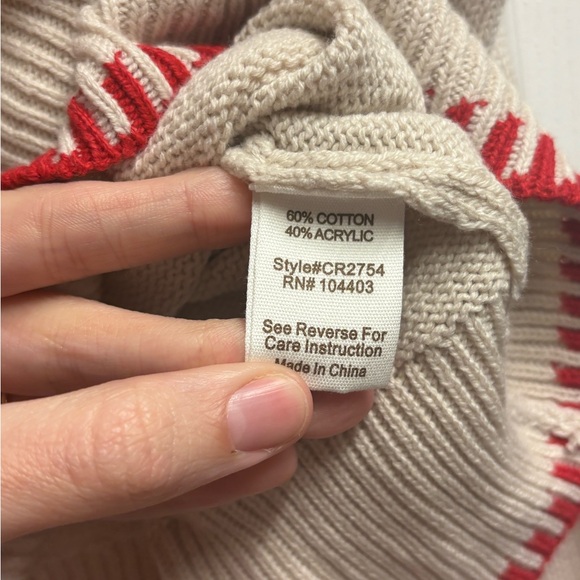 60% COTTON
40% ACRYLIC
Style#CR2754
RN# 104403
See Reverse For
Care Instruction
Made In China